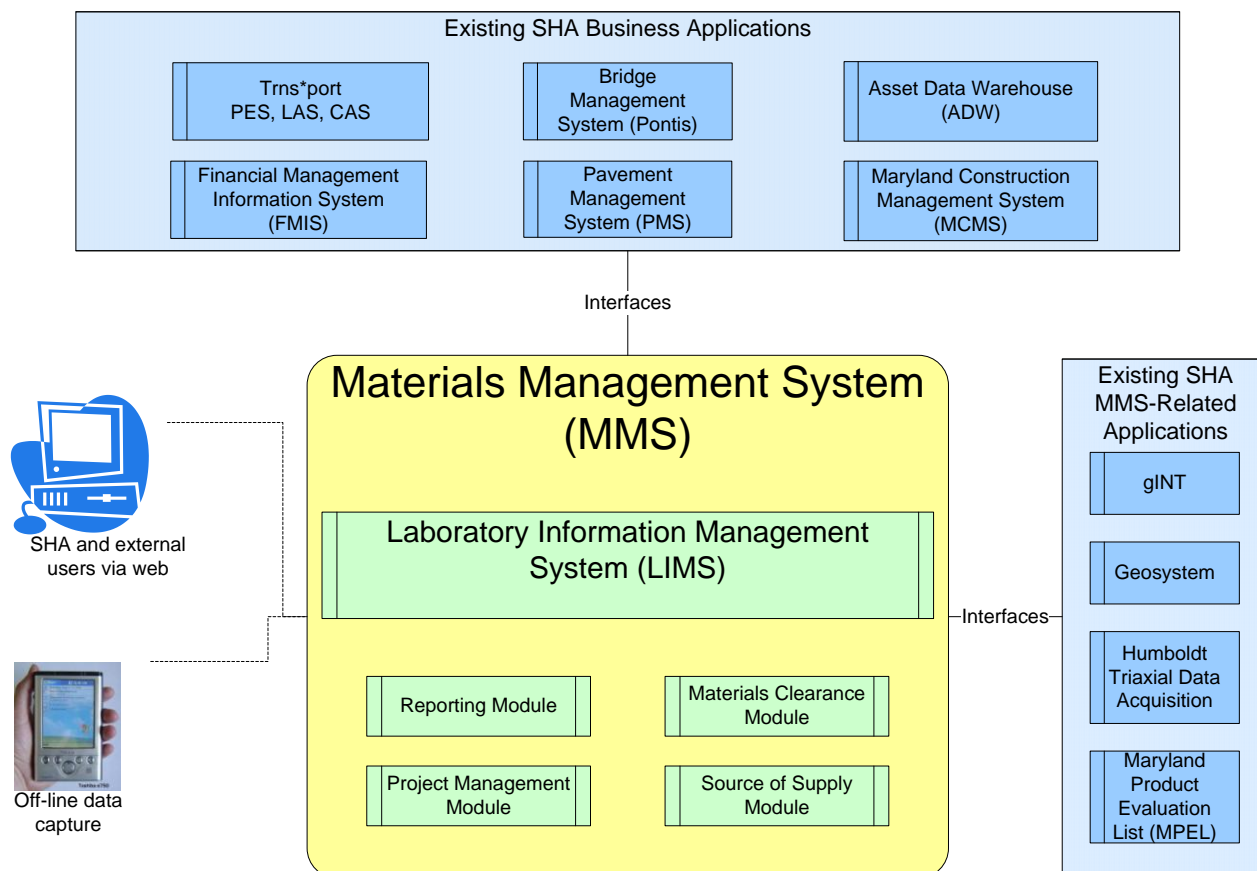 Existing SHA Business Applications
Trns*port
PES, LAS, CAS
Bridge
Management
System (Pontis)
Asset Data Warehouse
(ADW)
Financial Management
Information System
(FMIS)
Pavement
Management
System (PMS)
Maryland Construction
Management System
(MCMS)
Interfaces
Materials Management System
(MMS)
Laboratory Information Management
System (LIMS)
Reporting Module
Materials Clearance
Module
Project Management
Module
Source of Supply
Module
SHA and external
users via web
Off-line data
capture
Interfaces
Existing SHA
MMS-Related
Applications
gINT
Geosystem
Humboldt
Triaxial Data
Acquisition
Maryland
Product
Evaluation
List (MPEL)